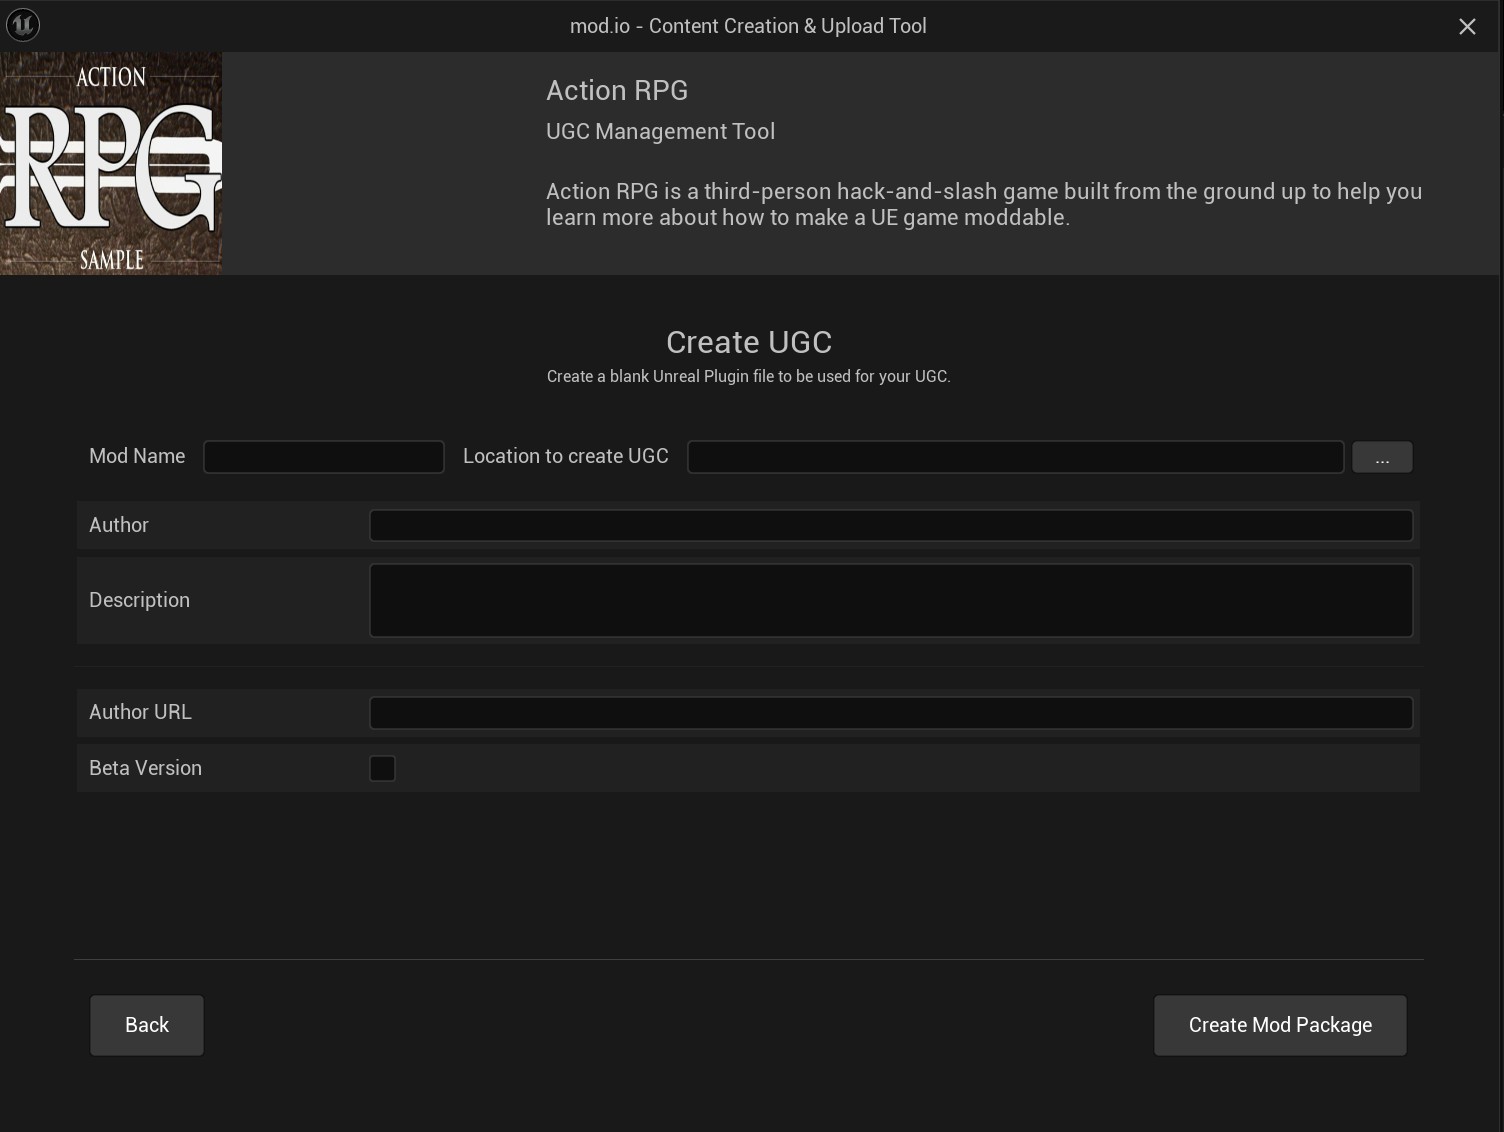 mod.io - Content Creation & Upload Tool
ACTION
RPG
SAMPLE
Action RPG
UGC Management Tool
Action RPG is a third-person hack-and-slash game built from the ground up to help you
learn more about how to make a UE game moddable.
Create UGC
Create a blank Unreal Plugin file to be used for your UGC.
Mod Name
Location to create UGC
...
Author
Description
Author URL
Beta Version
Back
Create Mod Package